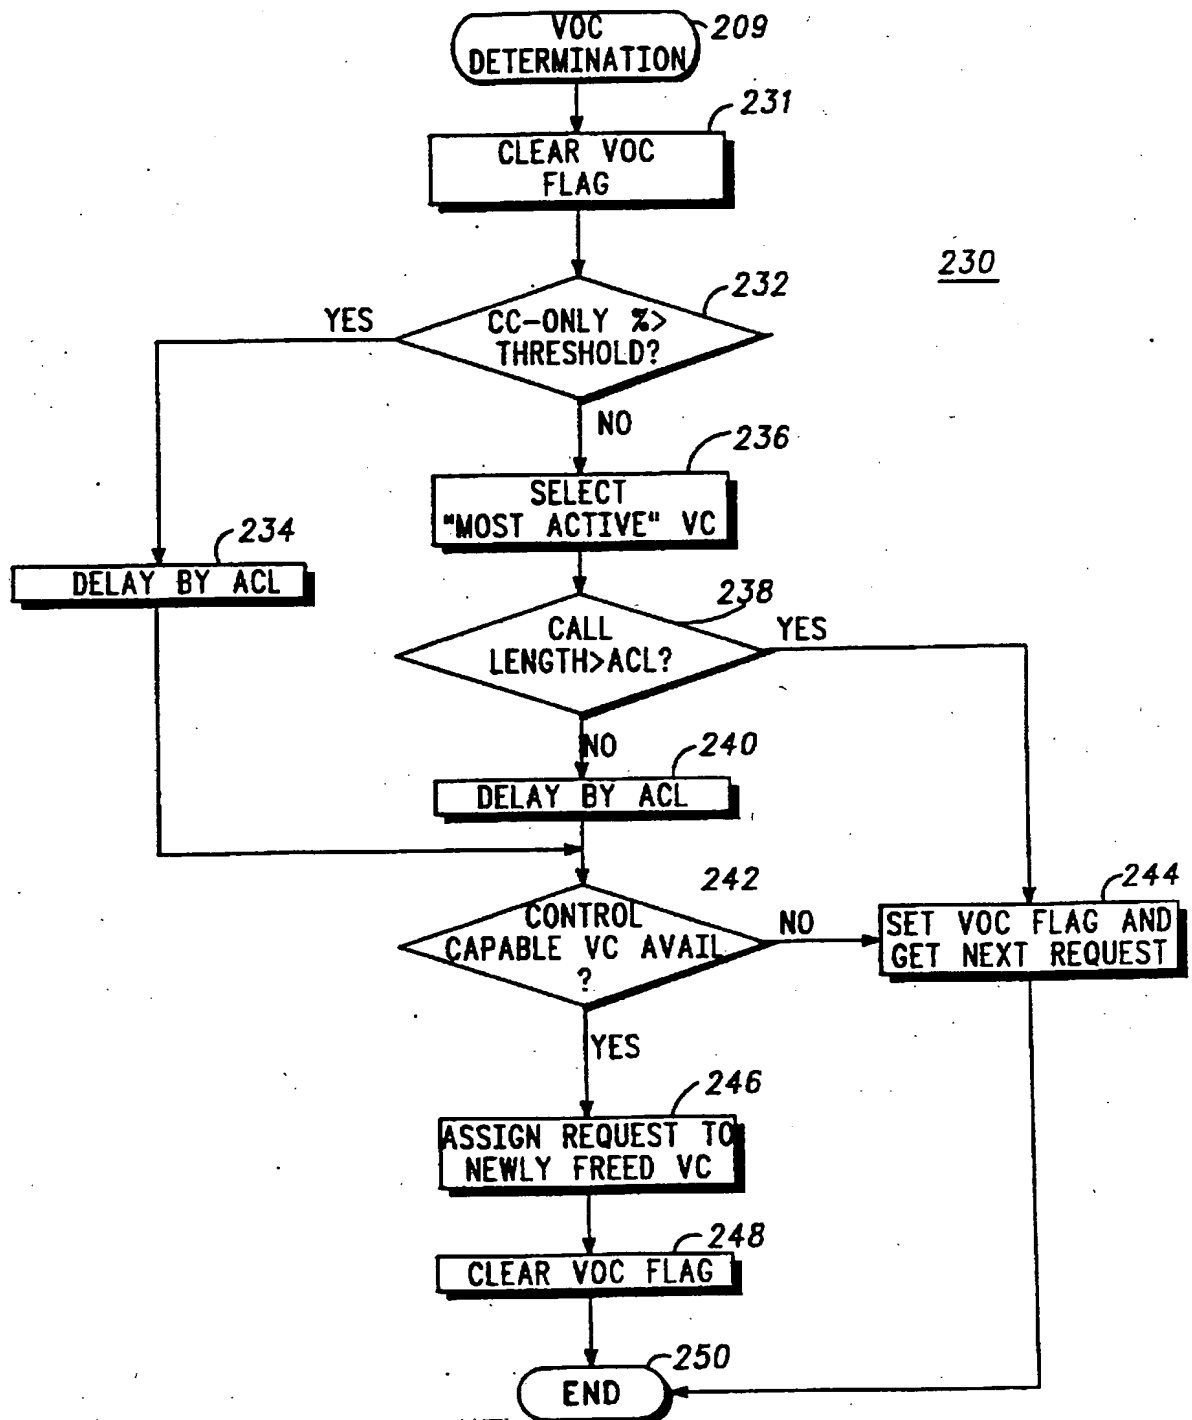 VOC
DETERMINATION
209
231
CLEAR VOC
FLAG
230
232
YES
CC-ONLY %>
THRESHOLD?
NO
236
SELECT
"MOST ACTIVE" VC
234
DELAY BY ACL
238
CALL
LENGTH>ACL?
YES
NO
240
DELAY BY ACL
242
CONTROL
CAPABLE VC AVAIL
?
NO
244
SET VOC FLAG AND
GET NEXT REQUEST
YES
246
ASSIGN REQUEST TO
NEWLY FREED VC
248
CLEAR VOC FLAG
250
END